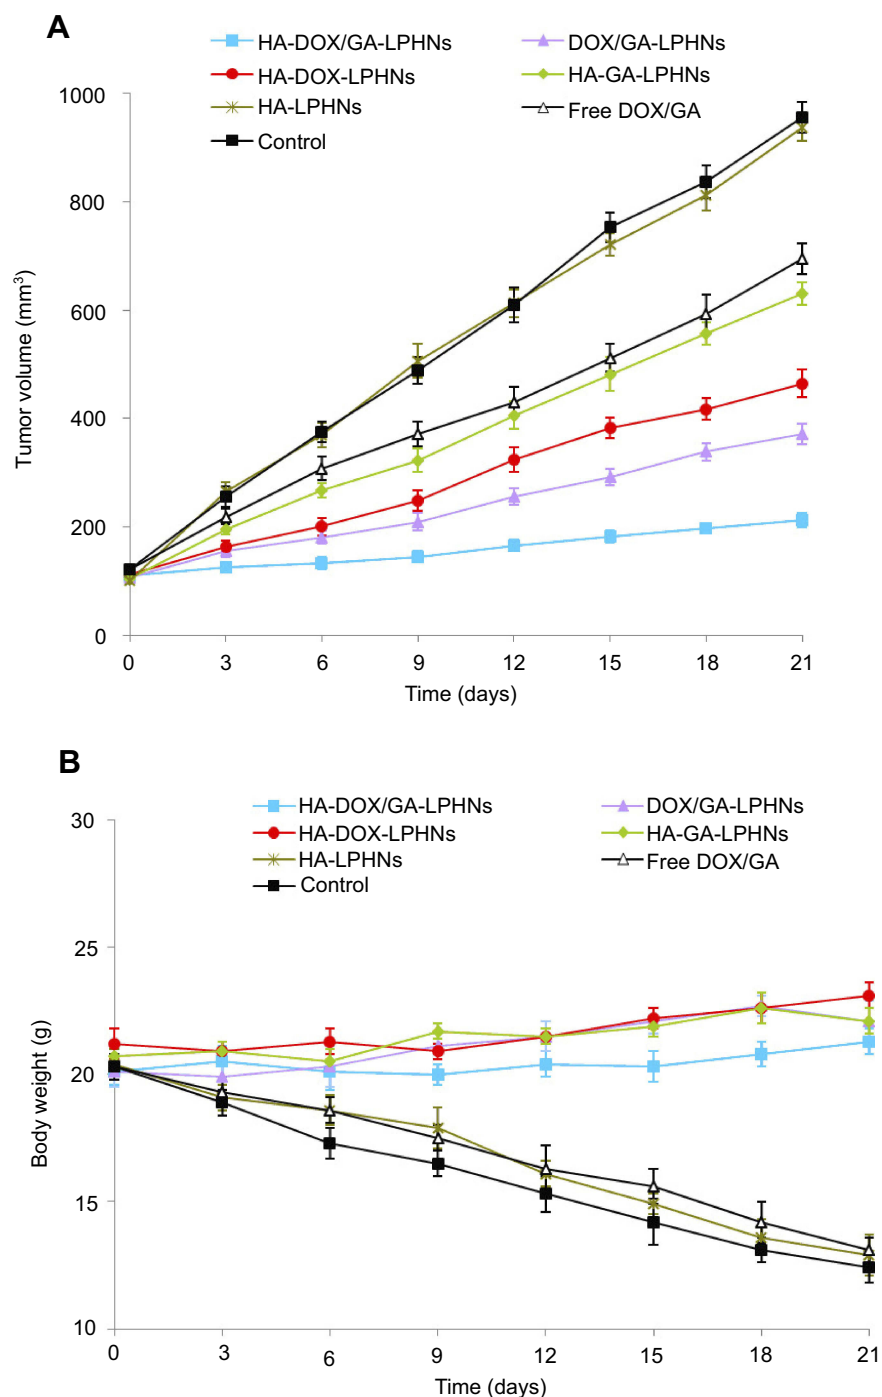 A
HA-DOX/GA-LPHNs DOX/GA-LPHNs
HA-DOX-LPHNs HA-GA-LPHNs
HA-LPHNs Free DOX/GA
Control
1000
800
600
400
200
0
Tumor volume (mm³)
0 3 6 9 12 15 18 21
Time (days)
B
HA-DOX/GA-LPHNs DOX/GA-LPHNs
HA-DOX-LPHNs HA-GA-LPHNs
HA-LPHNs Free DOX/GA
Control
30
25
20
15
10
Body weight (g)
0 3 6 9 12 15 18 21
Time (days)